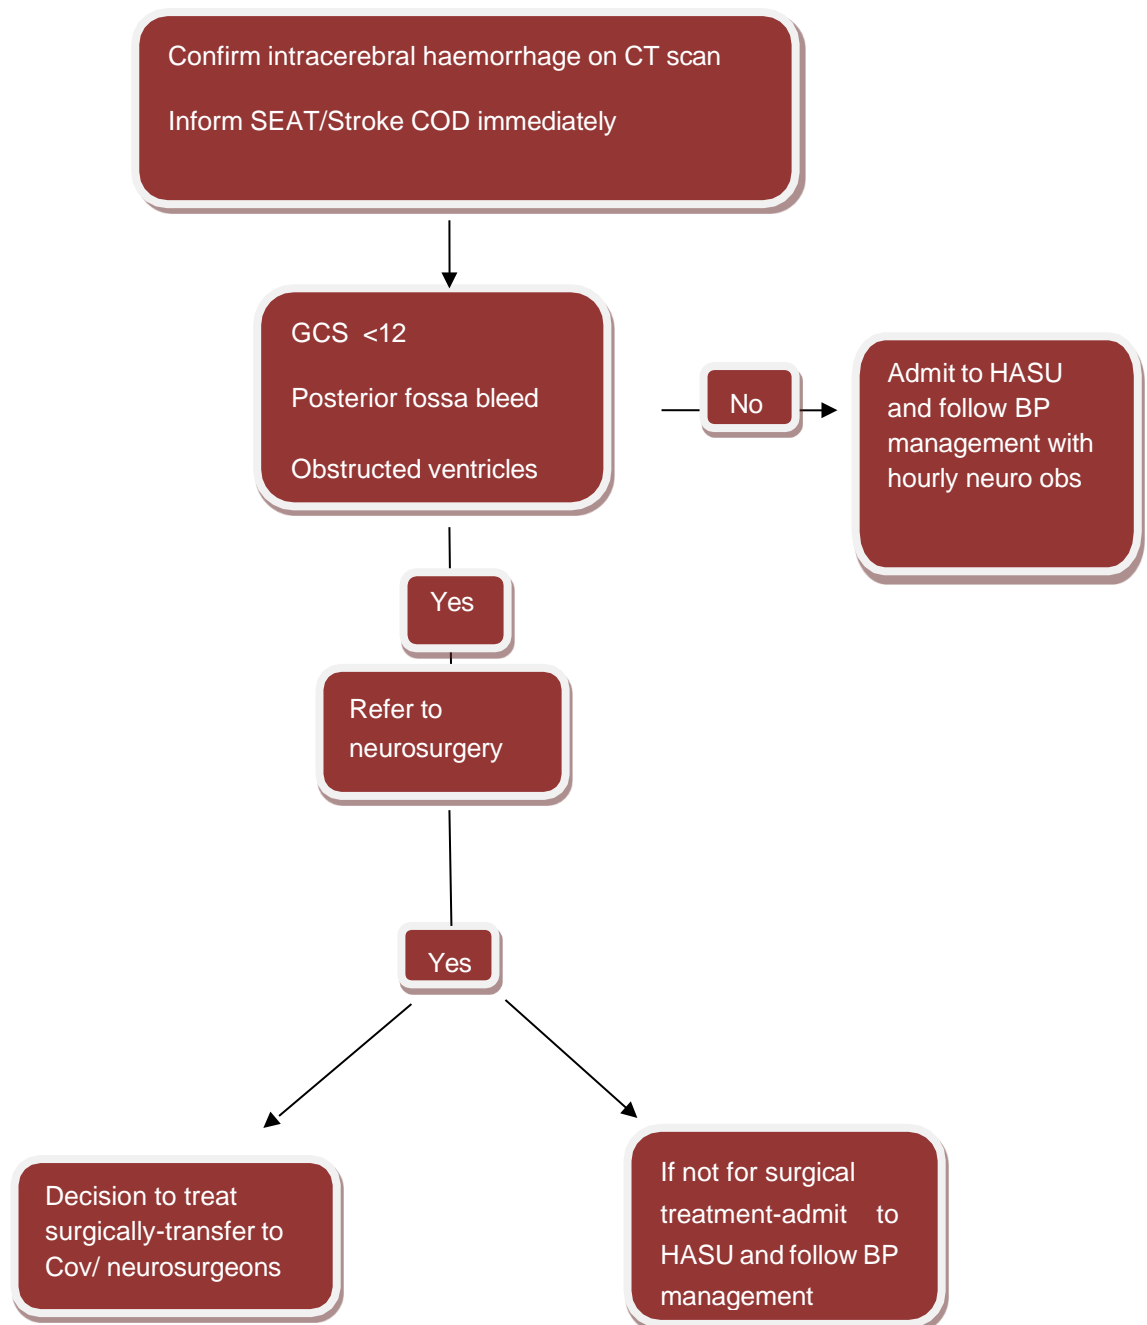 Confirm intracerebral haemorrhage on CT scan
Inform SEAT/Stroke COD immediately
GCS <12
Posterior fossa bleed
Obstructed ventricles
No
Admit to HASU
and follow BP
management with
hourly neuro obs
Yes
Refer to
neurosurgery
Yes
Decision to treat
surgically-transfer to
Cov/ neurosurgeons
If not for surgical
treatment-admit to
HASU and follow BP
management